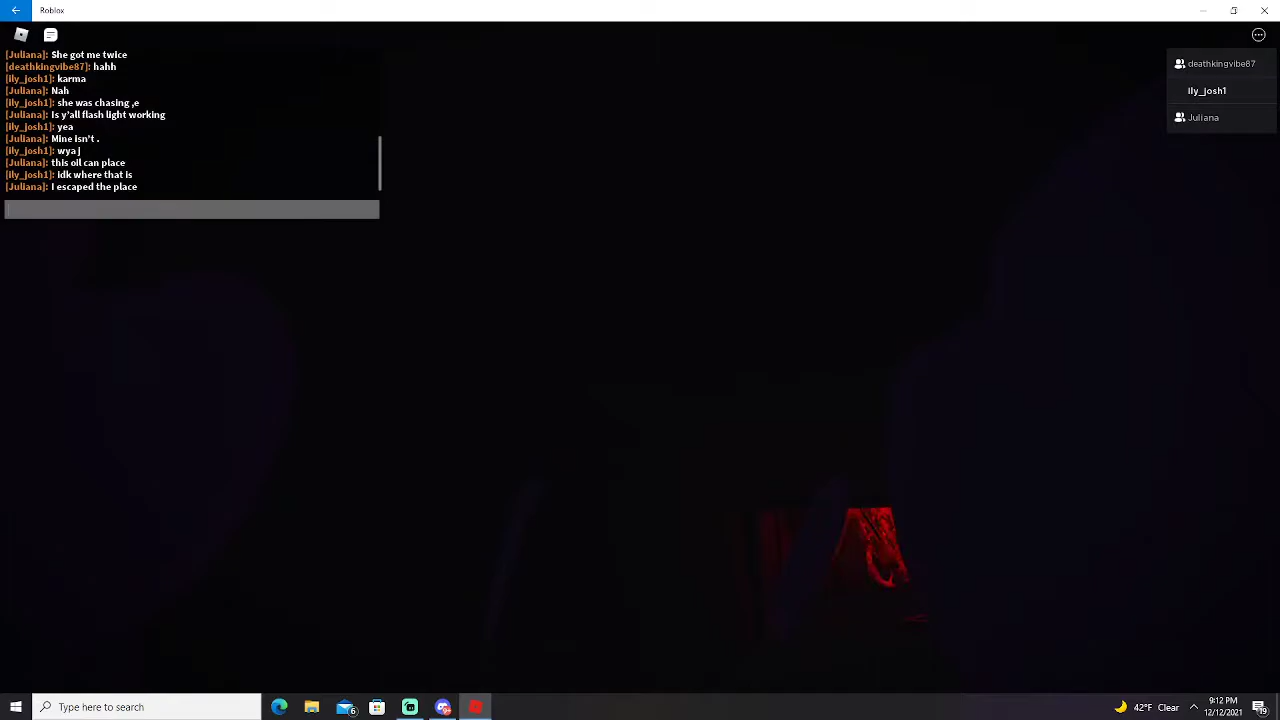 Roblox
[Juliana]: She got me twice
[deathkingvibe87]: hahh
[ily_josh1]: karma
[Juliana]: Nah
[ily_josh1]: she was chasing ,e
[Juliana]: Is y'all flash light working
[ily_josh1]: yea
[Juliana]: Mine Isn't .
[ily_josh1]: wya j
[Juliana]: this oil can place
[ily_josh1]: idk where that is
[Juliana]: I escaped the place
deathkingvibe87
ily_josh1
Juliana
Type here to search
42°F Clear
9:12 PM
12/12/2021